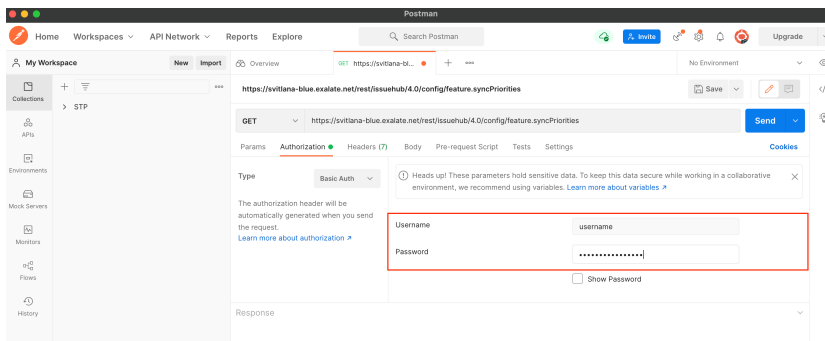 Postman
Home Workspaces API Network Reports Explore Search Postman Invite Upgrade
My Workspace New Import Overview GET https://svitlana-bl... No Environment
Collections
STP
https://svitlana-blue.exalate.net/rest/issuehub/4.0/config/feature.syncPriorities Save
APIs
GET https://svitlana-blue.exalate.net/rest/issuehub/4.0/config/feature.syncPriorities Send
Params Authorization Headers (7) Body Pre-request Script Tests Settings Cookies
Environments
Type Basic Auth
Heads up! These parameters hold sensitive data. To keep this data secure while working in a collaborative
environment, we recommend using variables. Learn more about variables ↗
Mock Servers
The authorization header will be
automatically generated when you send
the request.
Learn more about authorization ↗
Monitors
Username username
Password ••••••••••••••••
Show Password
Flows
History
Response